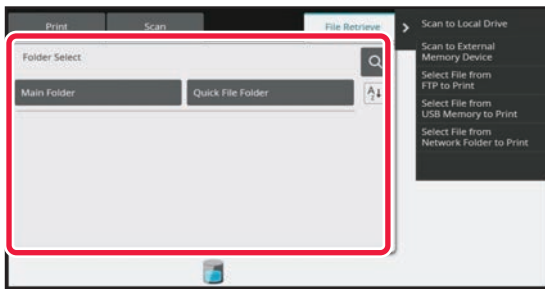 Print
Scan
File Retrieve
Folder Select
Main Folder
Quick File Folder
A
Z
Scan to Local Drive
Scan to External
Memory Device
Select File from
FTP to Print
Select File from
USB Memory to Print
Select File from
Network Folder to Print